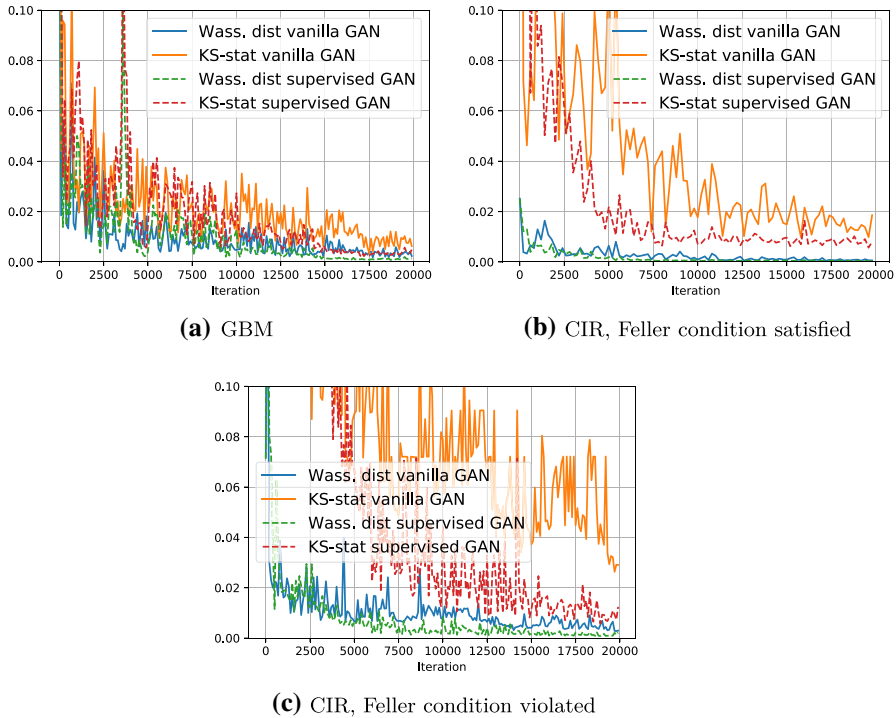 0.10
0.08
0.06
0.04
0.02
0.00
Wass. dist vanilla GAN
KS-stat vanilla GAN
Wass. dist supervised GAN
KS-stat supervised GAN
0 2500 5000 7500 10000 12500 15000 17500 20000
Iteration
(a) GBM
0.10
0.08
0.06
0.04
0.02
0.00
Wass. dist vanilla GAN
KS-stat vanilla GAN
Wass. dist supervised GAN
KS-stat supervised GAN
0 2500 5000 7500 10000 12500 15000 17500 20000
Iteration
(b) CIR, Feller condition satisfied
0.10
0.08
0.06
0.04
0.02
0.00
Wass. dist vanilla GAN
KS-stat vanilla GAN
Wass. dist supervised GAN
KS-stat supervised GAN
0 2500 5000 7500 10000 12500 15000 17500 20000
Iteration
(c) CIR, Feller condition violated